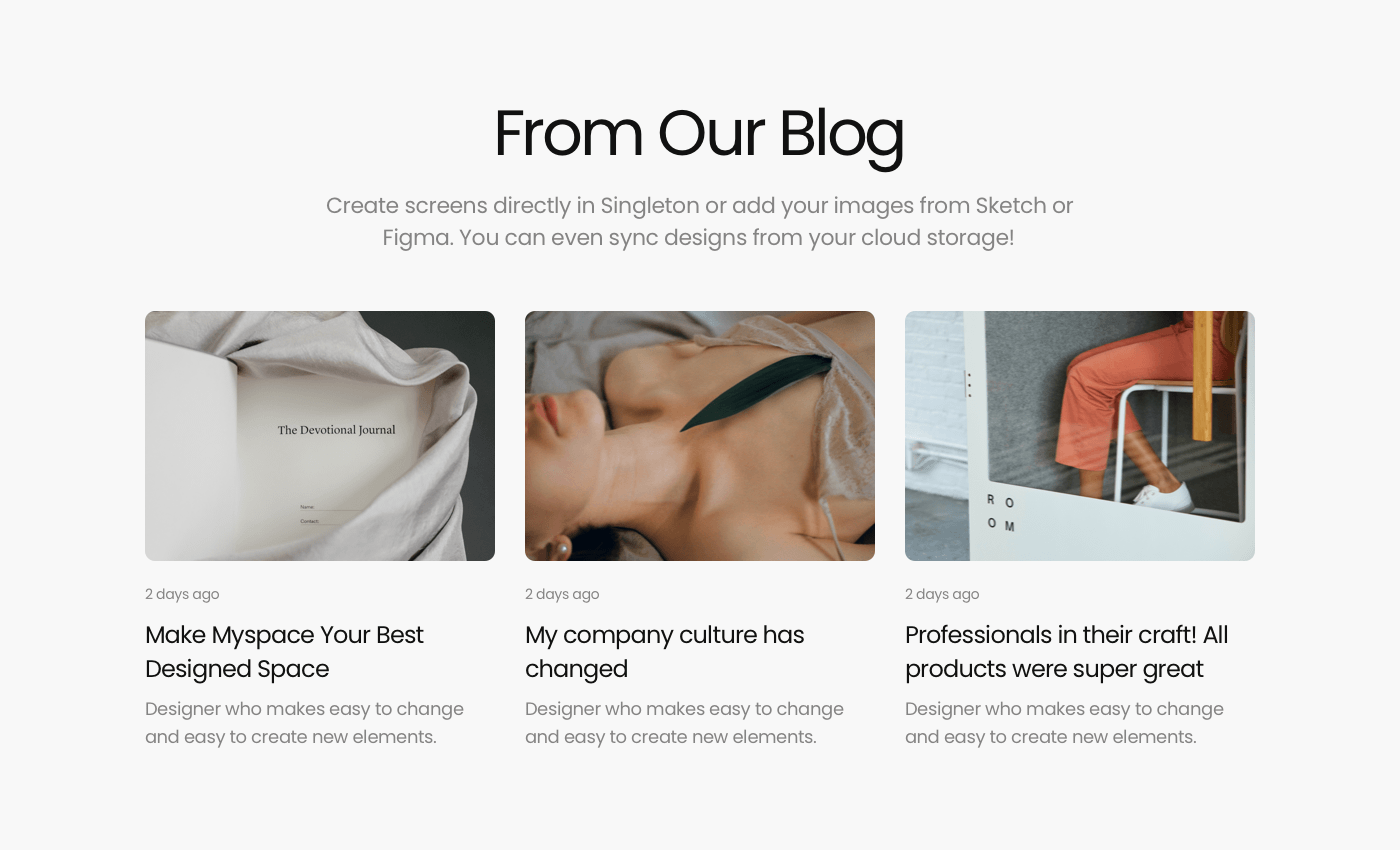 From Our Blog
Create screens directly in Singleton or add your images from Sketch or
Figma. You can even sync designs from your cloud storage!
The Devotional Journal
Name:
Contact:
R O
O M
2 days ago
Make Myspace Your Best
Designed Space
Designer who makes easy to change
and easy to create new elements.
2 days ago
My company culture has
changed
Designer who makes easy to change
and easy to create new elements.
2 days ago
Professionals in their craft! All
products were super great
Designer who makes easy to change
and easy to create new elements.